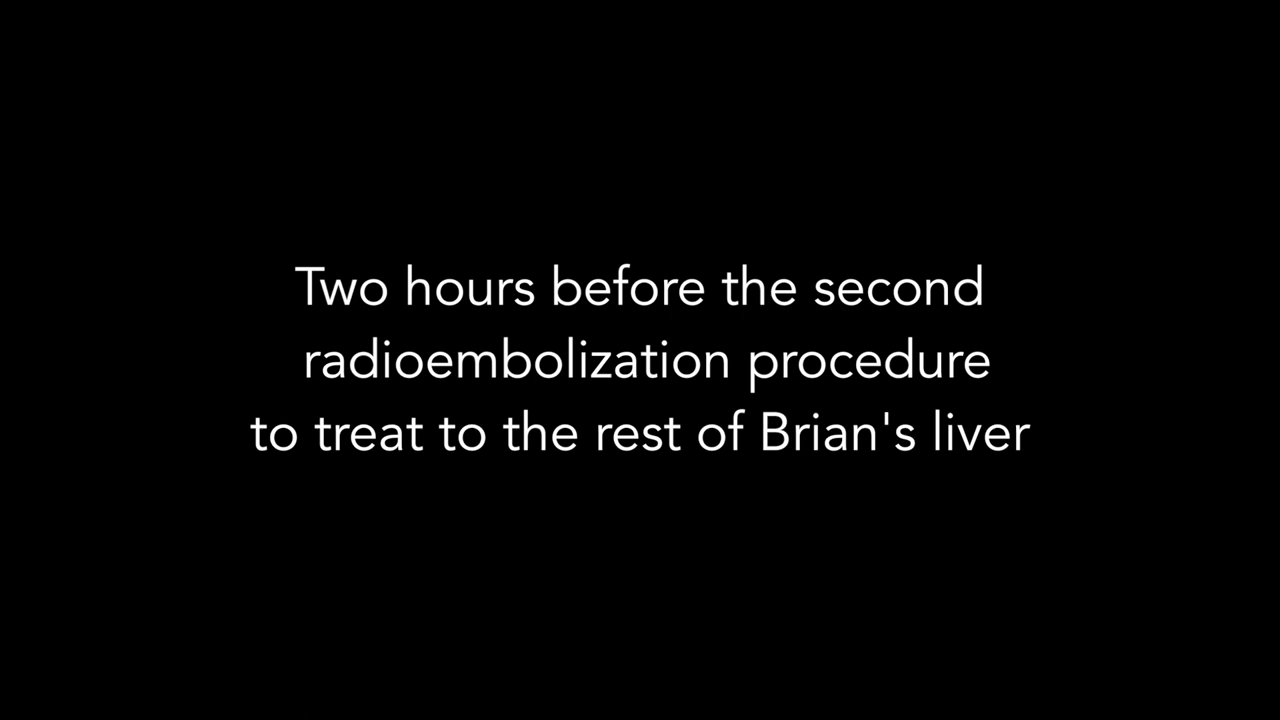 Two hours before the second
radioembolization procedure
to treat to the rest of Brian's liver